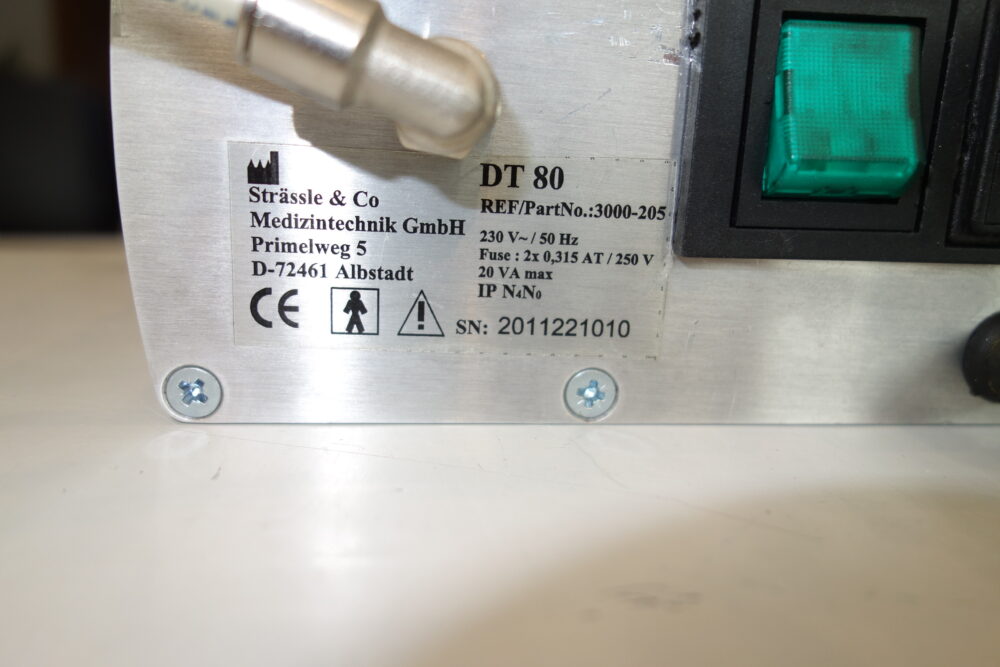 Strässle & Co
Medizintechnik GmbH
Primelweg 5
D-72461 Albstadt
CE
DT 80
REF/PartNo.:3000-205
230 V~ / 50 Hz
Fuse : 2x 0,315 AT / 250 V
20 VA max
IP N₄N₀
SN: 2011221010